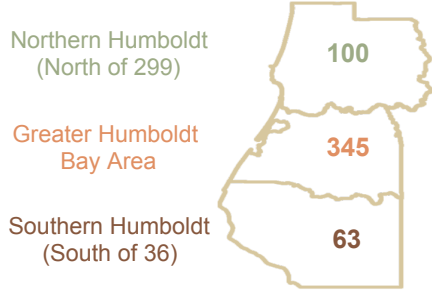 Northern Humboldt
(North of 299)
100
Greater Humboldt
Bay Area
345
Southern Humboldt
(South of 36)
63